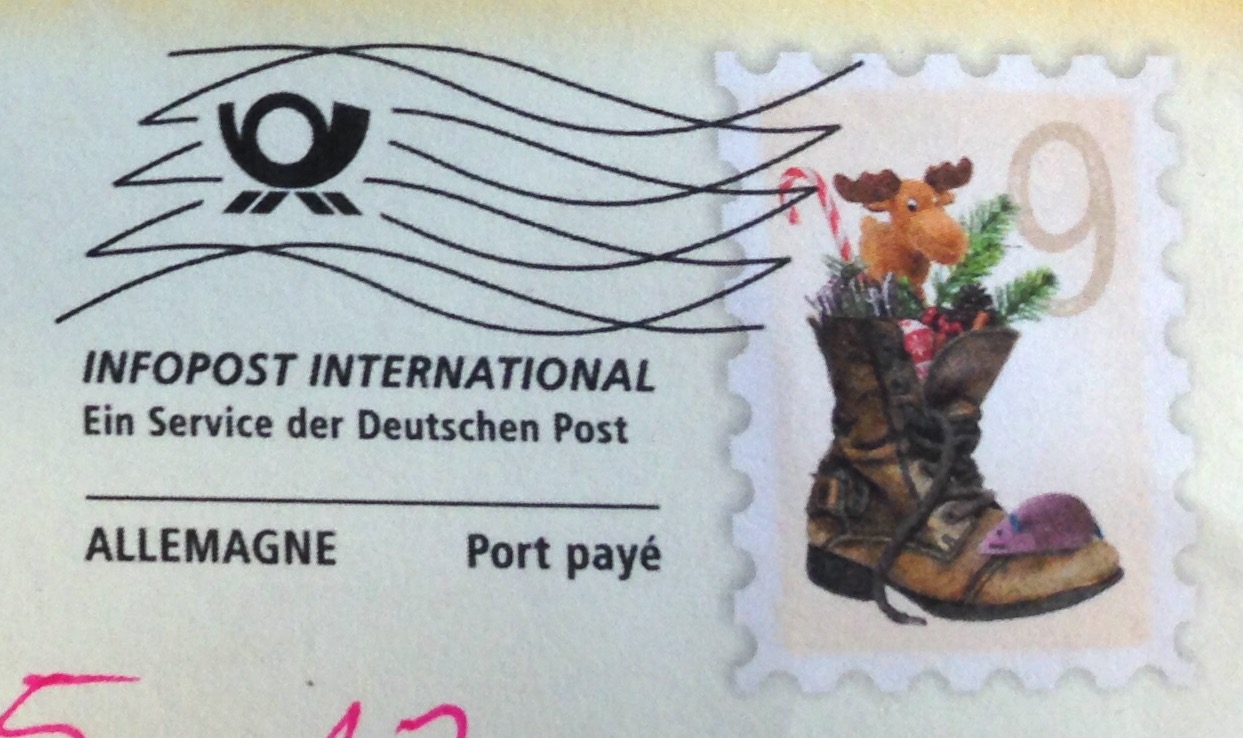 INFOPOST INTERNATIONAL
Ein Service der Deutschen Post
ALLEMAGNE Port payé
9